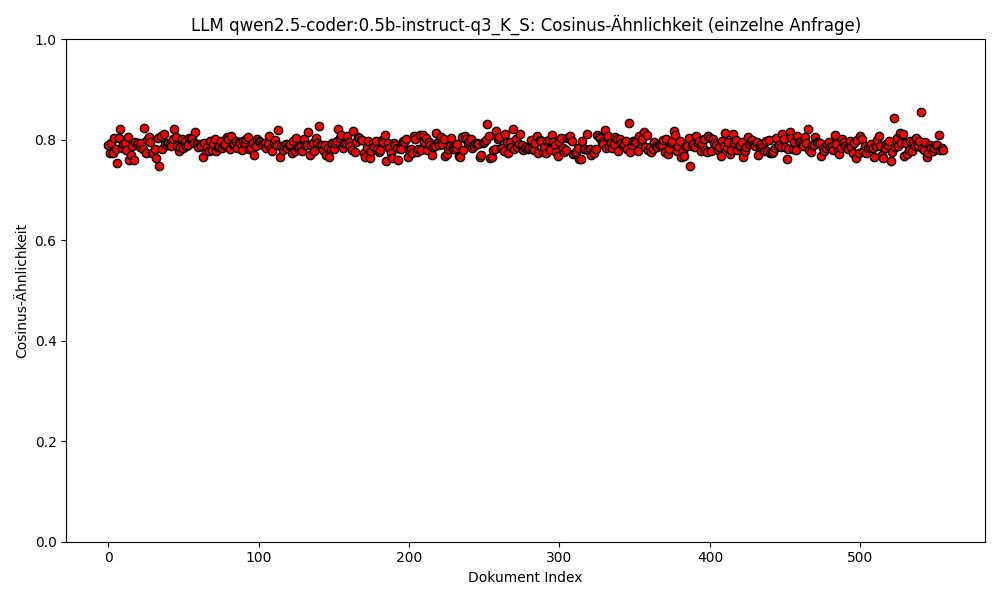 LLM qwen2.5-coder:0.5b-instruct-q3_K_S: Cosinus-Ähnlichkeit (einzelne Anfrage)
1.0
0.8
0.6
0.4
0.2
0.0
Cosinus-Ähnlichkeit
0 100 200 300 400 500
Dokument Index